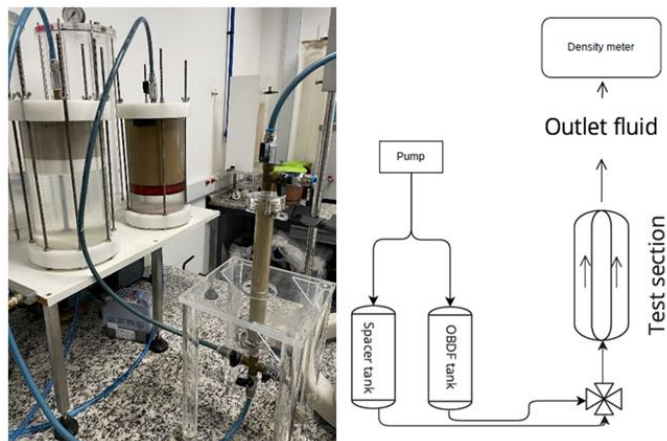 Density meter
Outlet fluid
Pump
Test section
Spacer tank
OBDF tank